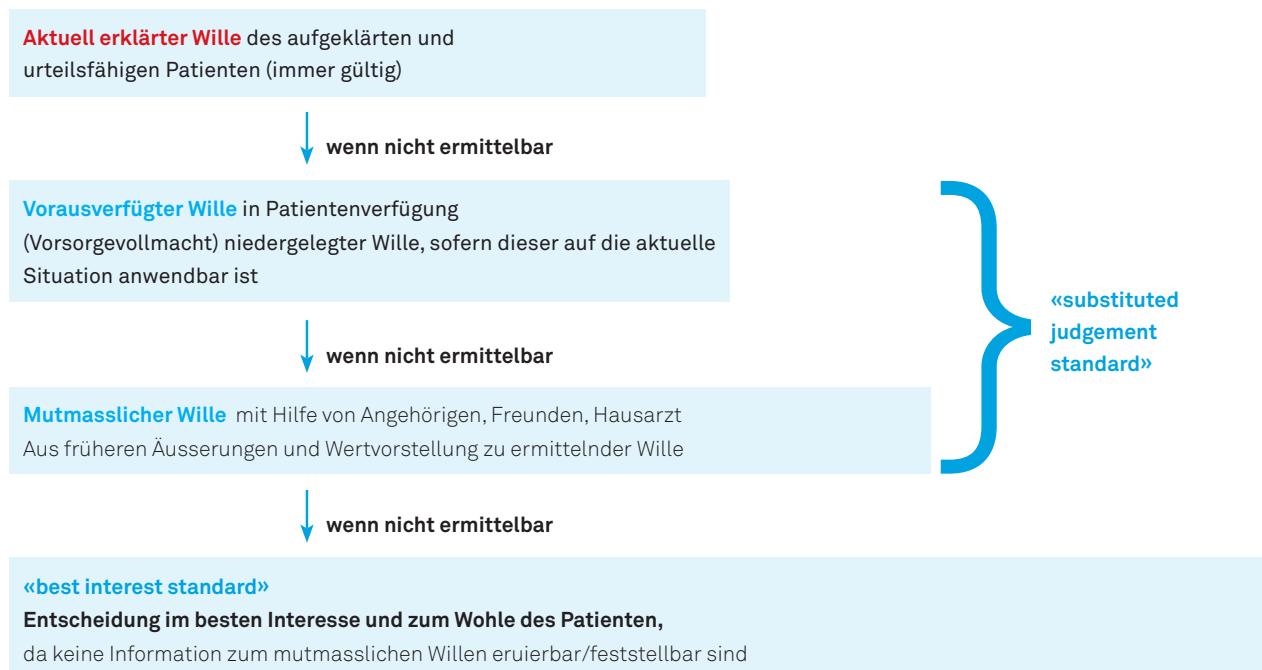 Aktuell erklärter Wille des aufgeklärten und
urteilsfähigen Patienten (immer gültig)
wenn nicht ermittelbar
Vorausverfügter Wille in Patientenverfügung
(Vorsorgevollmacht) niedergelegter Wille, sofern dieser auf die aktuelle
Situation anwendbar ist
«substituted
judgement
standard»
wenn nicht ermittelbar
Mutmasslicher Wille mit Hilfe von Angehörigen, Freunden, Hausarzt
Aus früheren Äusserungen und Wertvorstellung zu ermittelnder Wille
wenn nicht ermittelbar
«best interest standard»
Entscheidung im besten Interesse und zum Wohle des Patienten,
da keine Information zum mutmasslichen Willen eruierbar/feststellbar sind